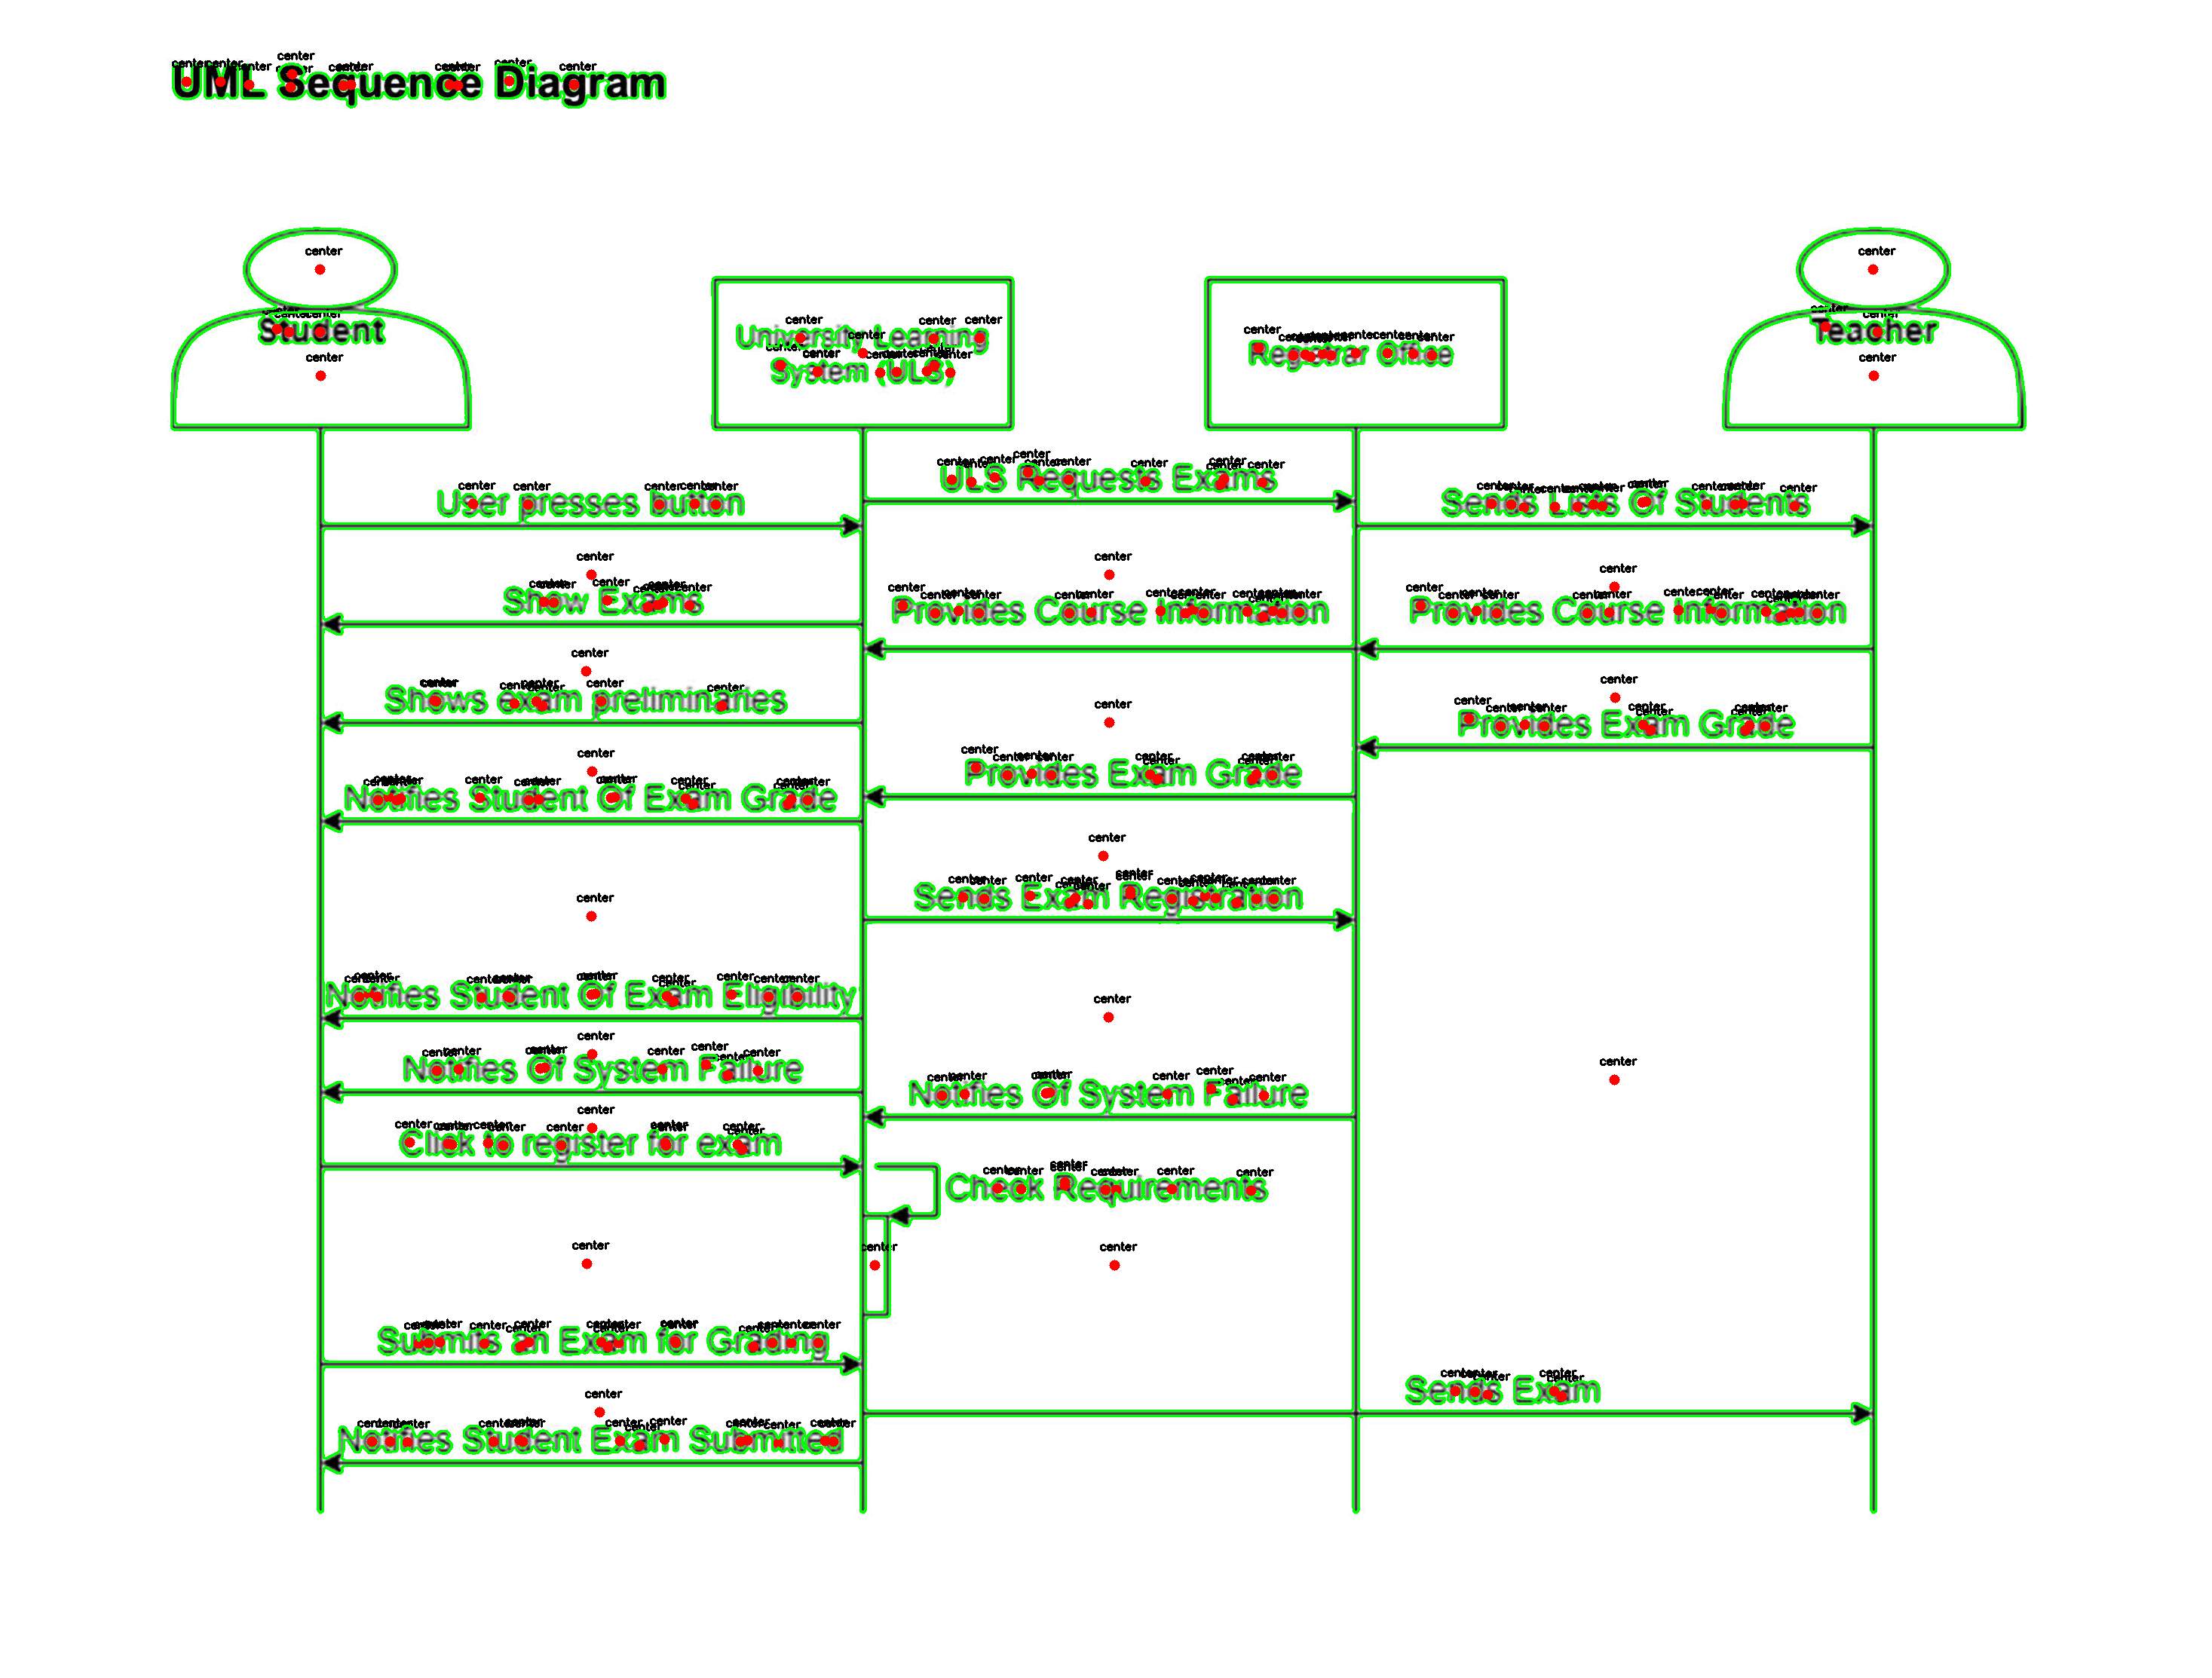 UML Sequence Diagram
Student
University Learning
System (ULS)
Registrar Office
Teacher
ULS Requests Exams
User presses button
Sends Lists Of Students
Show Exams
Provides Course Information
Provides Course Information
Shows exam preliminaries
Provides Exam Grade
Provides Exam Grade
Notifies Student Of Exam Grade
Sends Exam Registration
Notifies Student Of Exam Eligibility
Notifies Of System Failure
Notifies Of System Failure
Click to register for exam
Check Requirements
Submits an Exam for Grading
Sends Exam
Notifies Student Exam Submitted
center